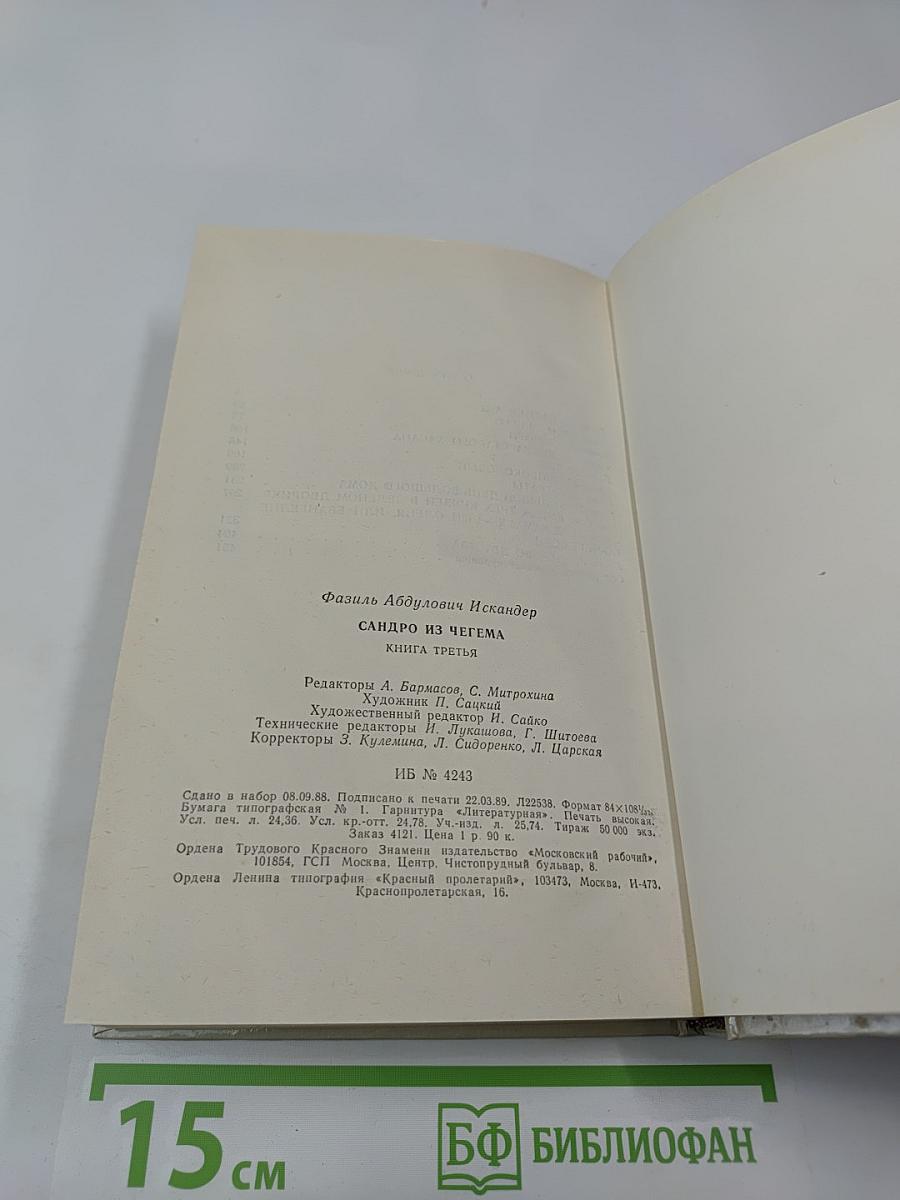 Фазиль Абдулович Искандер
САНДРО ИЗ ЧЕГЕМА
КНИГА ТРЕТЬЯ
Редакторы А. Бармасов, С. Митрохина
Художник П. Сацкий
Художественный редактор И. Сайко
Технические редакторы И. Лукашова, Г. Шитоева
Корректоры З. Кулемина, Л. Сидоренко, Л. Царская
ИБ № 4243
Сдано в набор 08.09.88. Подписано к печати 22.03.89. Л22538. Формат 84×108¹/₃₂.
Бумага типографская № 1. Гарнитура «Литературная». Печать высокая.
Усл. печ. л. 24,36. Усл. кр.-отт. 24,78. Уч.-изд. л. 25,74. Тираж 50 000 экз.
Заказ 4121. Цена 1 р. 90 к.
Ордена Трудового Красного Знамени издательство «Московский рабочий»,
101854, ГСП Москва, Центр, Чистопрудный бульвар, 8.
Ордена Ленина типография «Красный пролетарий», 103473, Москва, И-473,
Краснопролетарская, 16.
15 см
БФ БИБЛИОФАН